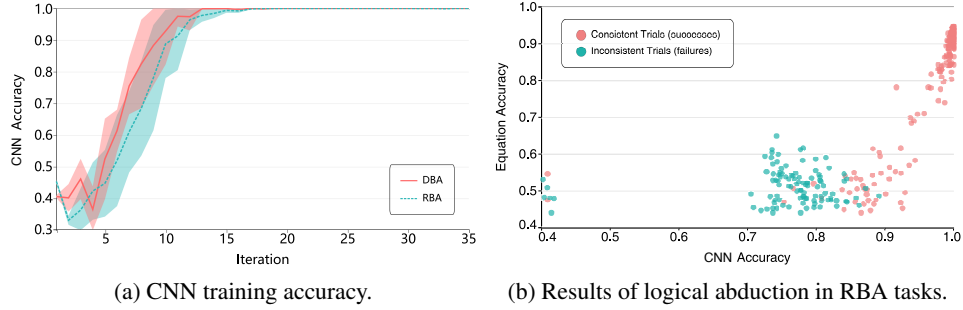 1.0
0.9
0.8
0.7
0.6
0.5
0.4
0.3
CNN Accuracy
5
10
15
20
25
30
35
Iteration
DBA
RBA
(a) CNN training accuracy.
1.0
0.9
0.8
0.7
0.6
0.5
0.4
Equation Accuracy
0.4
0.5
0.6
0.7
0.8
0.9
1.0
CNN Accuracy
Consistent Trials
Inconsistent Trials (failures)
(b) Results of logical abduction in RBA tasks.